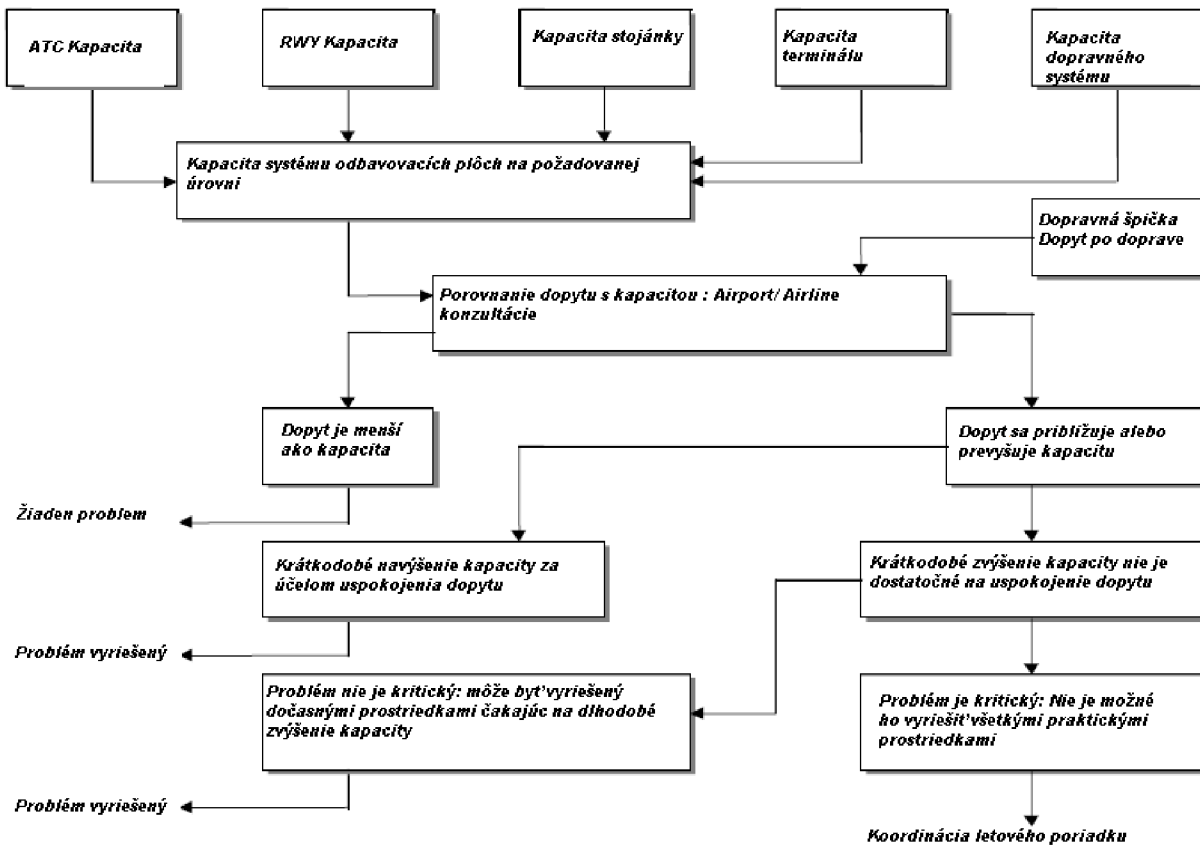 ATC Kapacita
RWY Kapacita
Kapacita stojánky
Kapacita
terminálu
Kapacita
dopravného
systému
Kapacita systému odbavovacích plôch na požadovanej
úrovni
Dopravná špička
Dopyt po doprave
Porovnanie dopytu s kapacitou : Airport/ Airline
konzultácie
Dopyt je menší
ako kapacita
Dopyt sa približuje alebo
prevyšuje kapacitu
Žiaden problem
Krátkodobé navýšenie kapacity za
účelom uspokojenia dopytu
Krátkodobé zvýšenie kapacity nie je
dostatočné na uspokojenie dopytu
Problém vyriešený
Problém nie je kritický: môže byť vyriešený
dočasnými prostriedkami čakajúc na dlhodobé
zvýšenie kapacity
Problém je kritický: Nie je možné
ho vyriešiť všetkými praktickými
prostriedkami
Problém vyriešený
Koordinácia letového poriadku